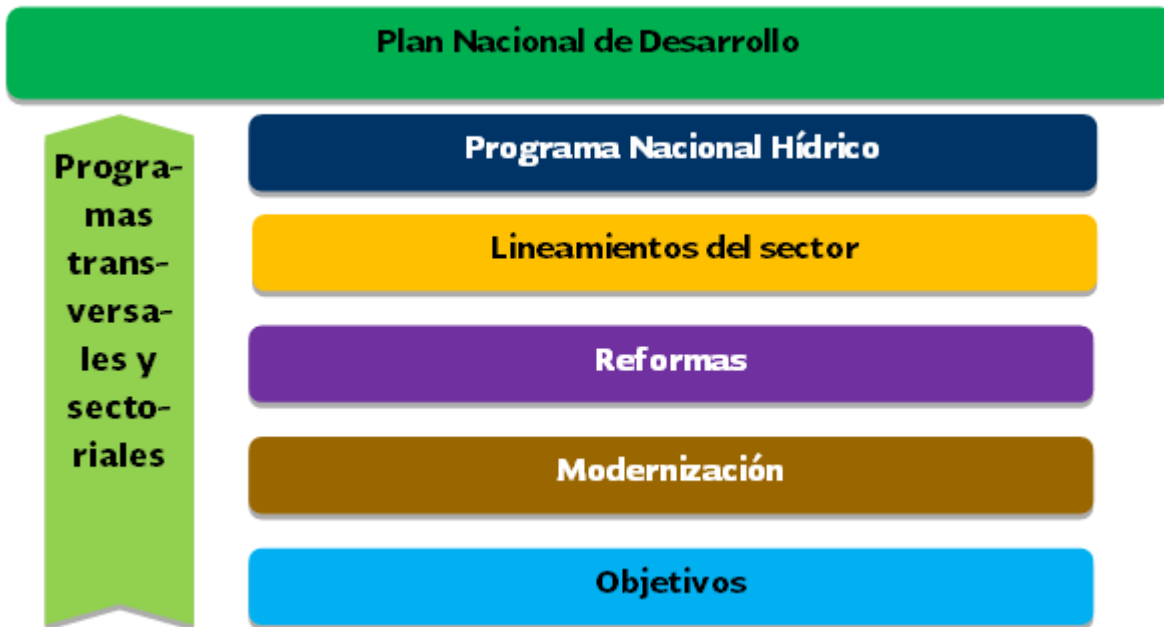 Plan Nacional de Desarrollo
Progra-
mas
trans-
versa-
les y
secto-
riales
Programa Nacional Hídrico
Lineamientos del sector
Reformas
Modernización
Objetivos